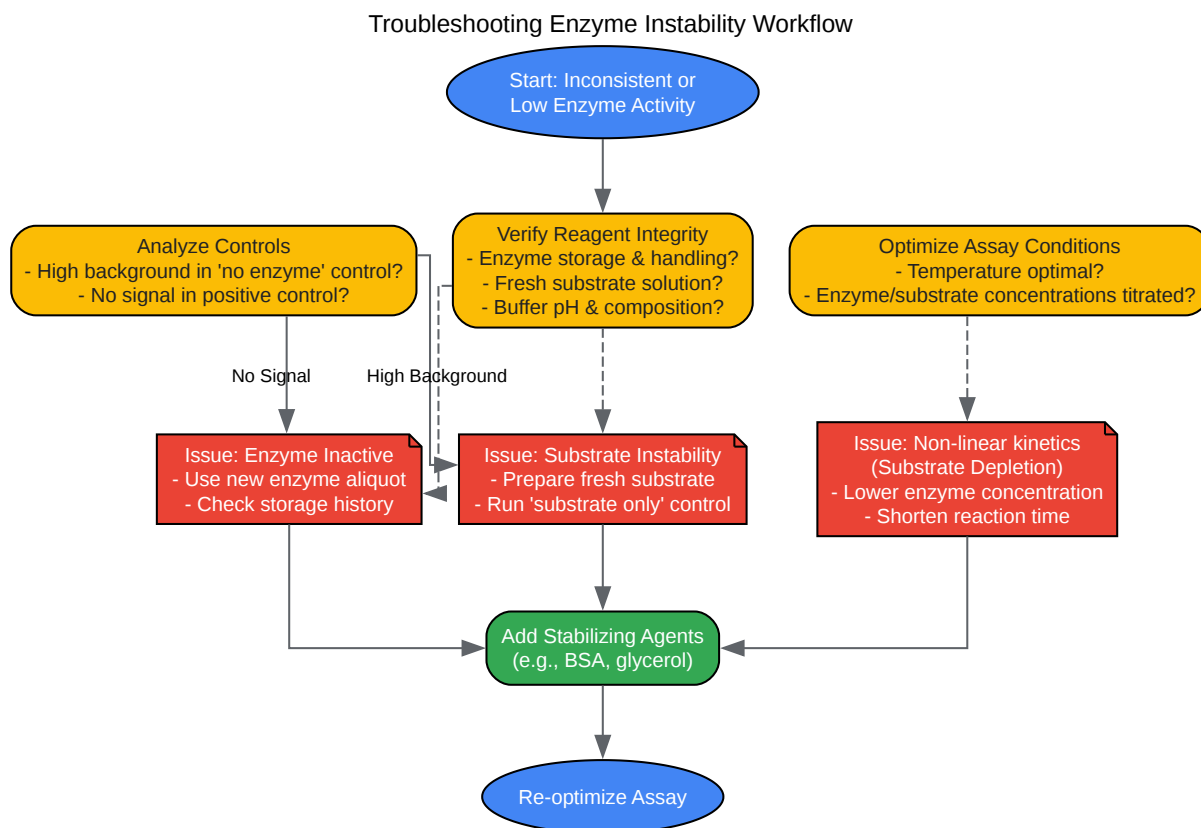 Troubleshooting Enzyme Instability Workflow
Start: Inconsistent or
Low Enzyme Activity
Analyze Controls
- High background in 'no enzyme' control?
- No signal in positive control?
Verify Reagent Integrity
- Enzyme storage & handling?
- Fresh substrate solution?
- Buffer pH & composition?
Optimize Assay Conditions
- Temperature optimal?
- Enzyme/substrate concentrations titrated?
No Signal
High Background
Issue: Enzyme Inactive
- Use new enzyme aliquot
- Check storage history
Issue: Substrate Instability
- Prepare fresh substrate
- Run 'substrate only' control
Issue: Non-linear kinetics
(Substrate Depletion)
- Lower enzyme concentration
- Shorten reaction time
Add Stabilizing Agents
(e.g., BSA, glycerol)
Re-optimize Assay